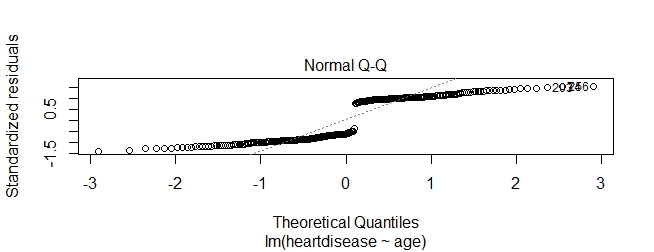 Normal Q-Q
Standardized residuals
0.5
-1.5
-3
-2
-1
0
1
2
3
Theoretical Quantiles
lm(heartdisease ~ age)